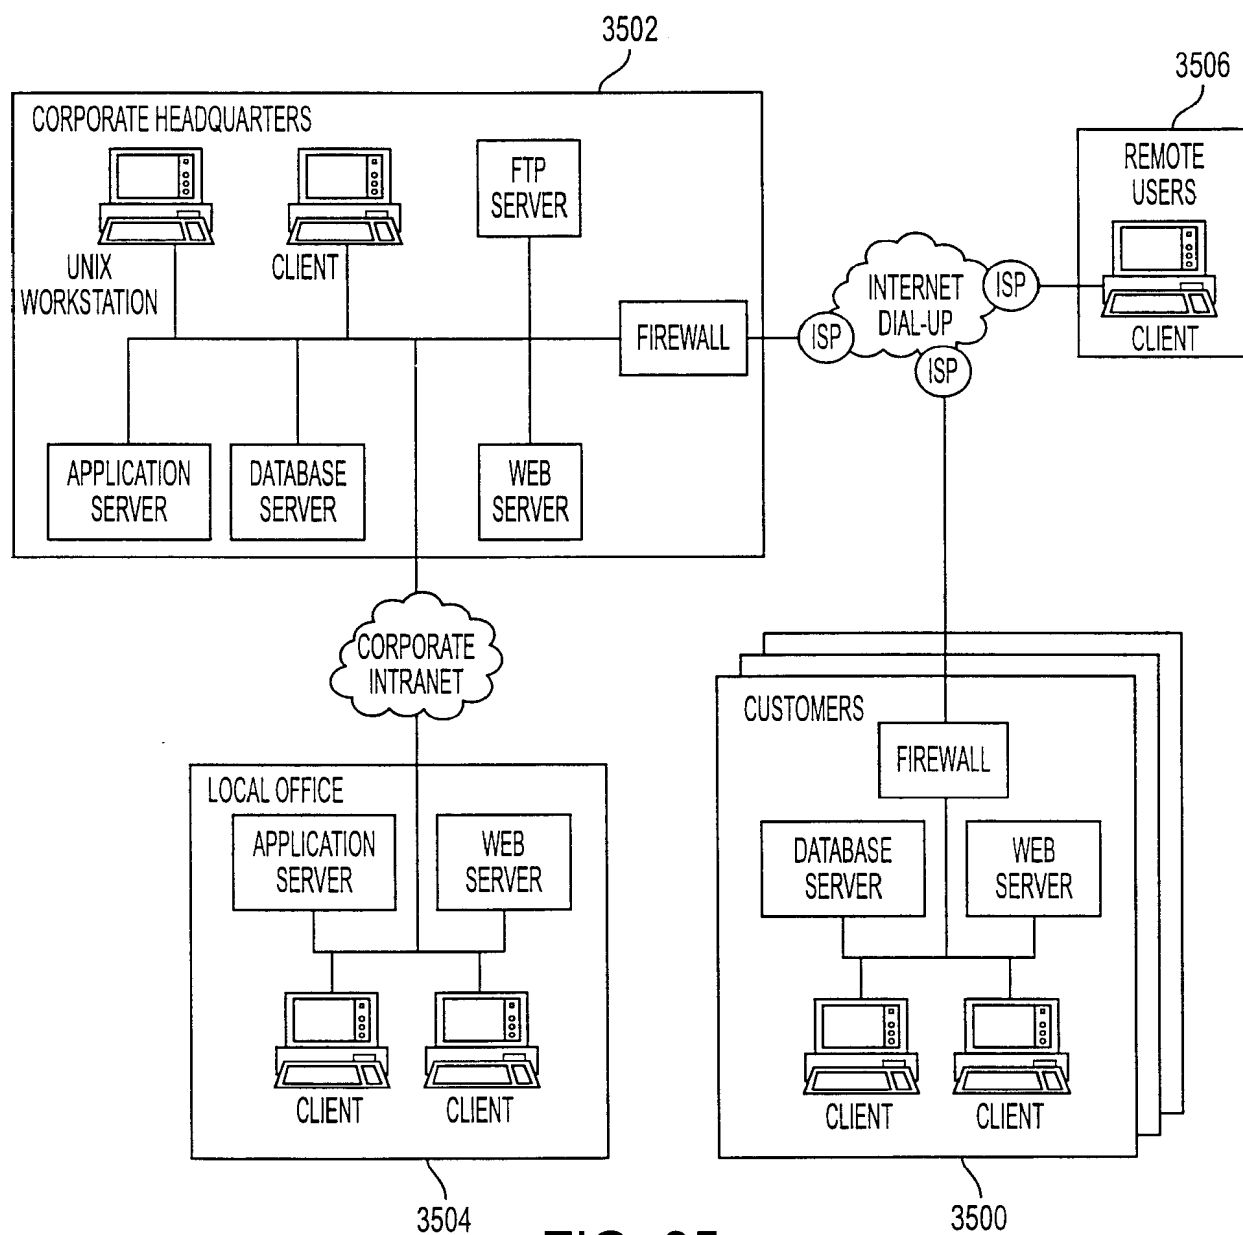 3502
3506
CORPORATE HEADQUARTERS
UNIX
WORKSTATION
CLIENT
FTP
SERVER
FIREWALL
APPLICATION
SERVER
DATABASE
SERVER
WEB
SERVER
ISP
INTERNET
DIAL-UP
ISP
ISP
REMOTE
USERS
CLIENT
CORPORATE
INTRANET
LOCAL OFFICE
APPLICATION
SERVER
WEB
SERVER
CLIENT
CLIENT
3504
CUSTOMERS
FIREWALL
DATABASE
SERVER
WEB
SERVER
CLIENT
CLIENT
3500